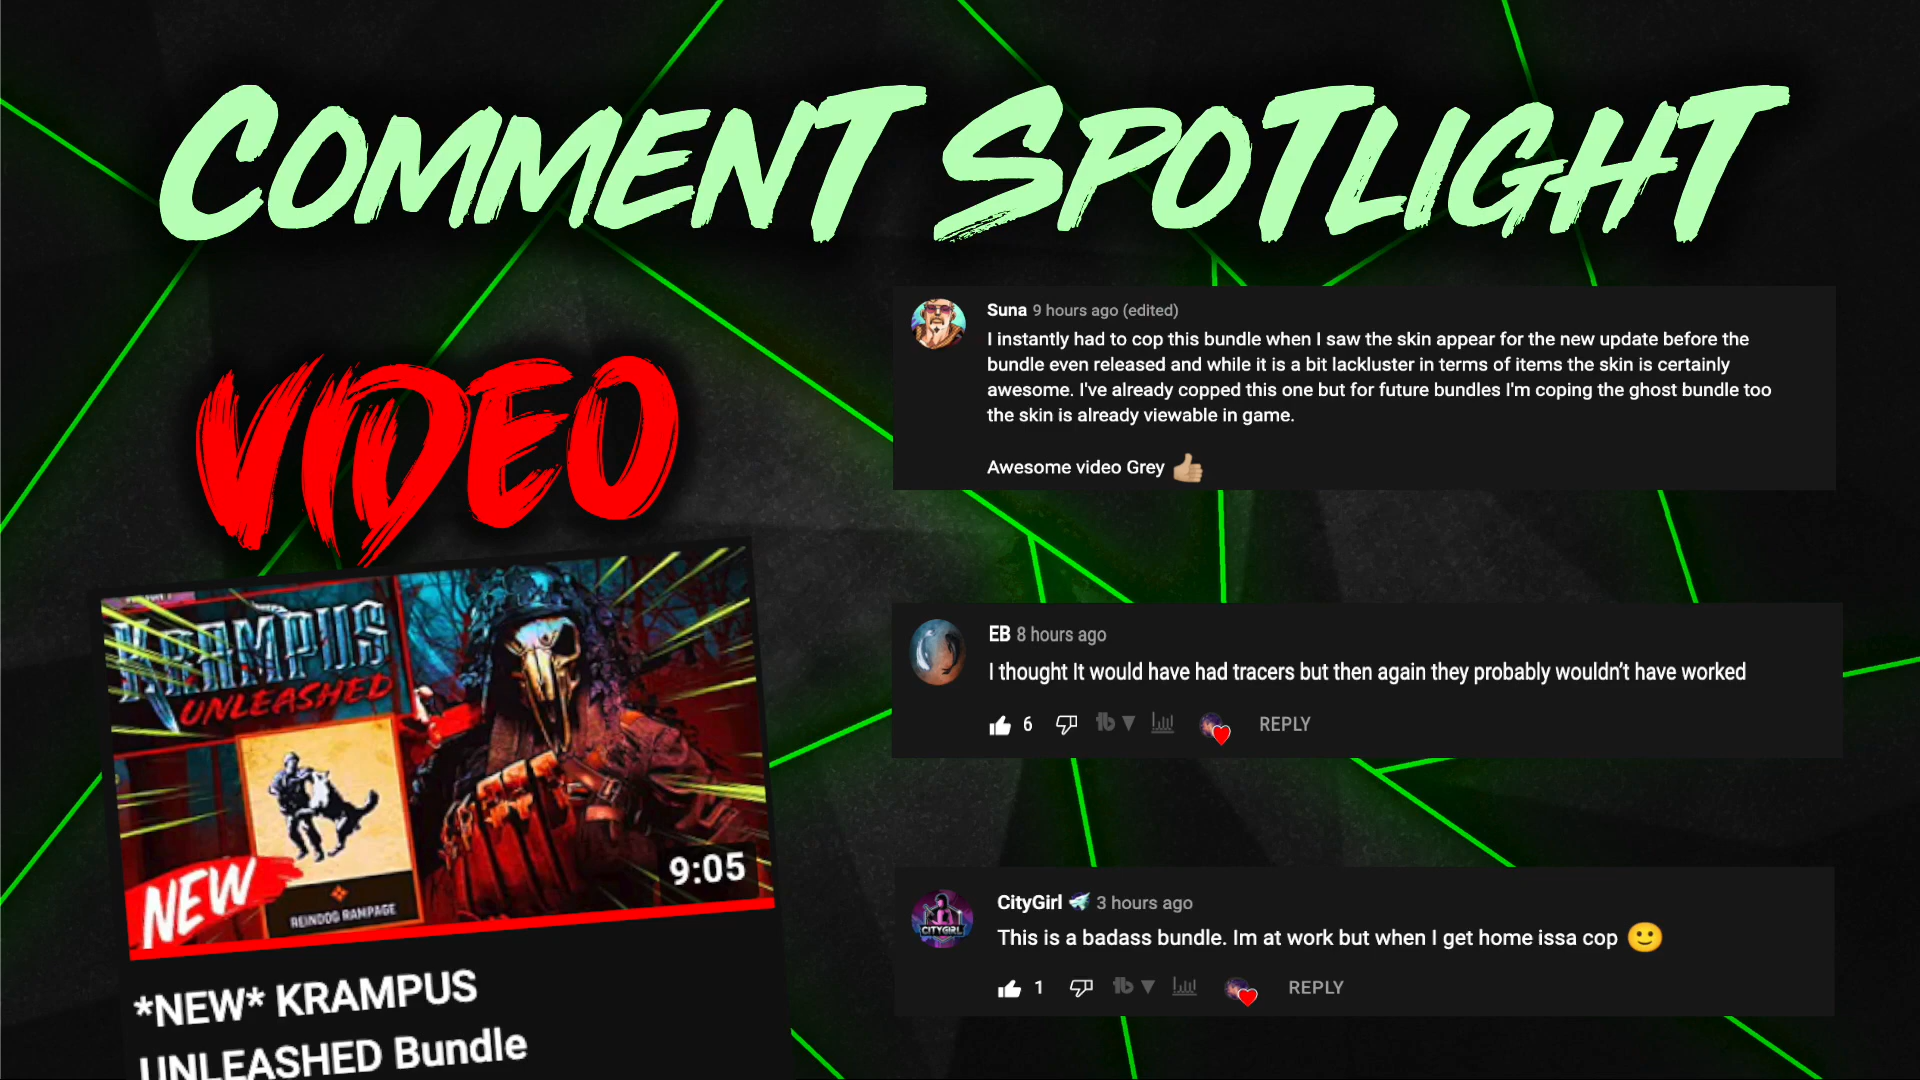 COMMENT SPOTLIGHT
VIDEO
KRAMPUS
UNLEASHED
NEW
REINDOG RAMPAGE
9:05
*NEW* KRAMPUS
UNLEASHED Bundle
Suna 9 hours ago (edited)
I instantly had to cop this bundle when I saw the skin appear for the new update before the
bundle even released and while it is a bit lackluster in terms of items the skin is certainly
awesome. I've already copped this one but for future bundles I'm coping the ghost bundle too
the skin is already viewable in game.
Awesome video Grey 👍🏼
EB 8 hours ago
I thought It would have had tracers but then again they probably wouldn't have worked
6 REPLY
CITYGIRL
CityGirl 3 hours ago
This is a badass bundle. Im at work but when I get home issa cop 🙂
1 REPLY